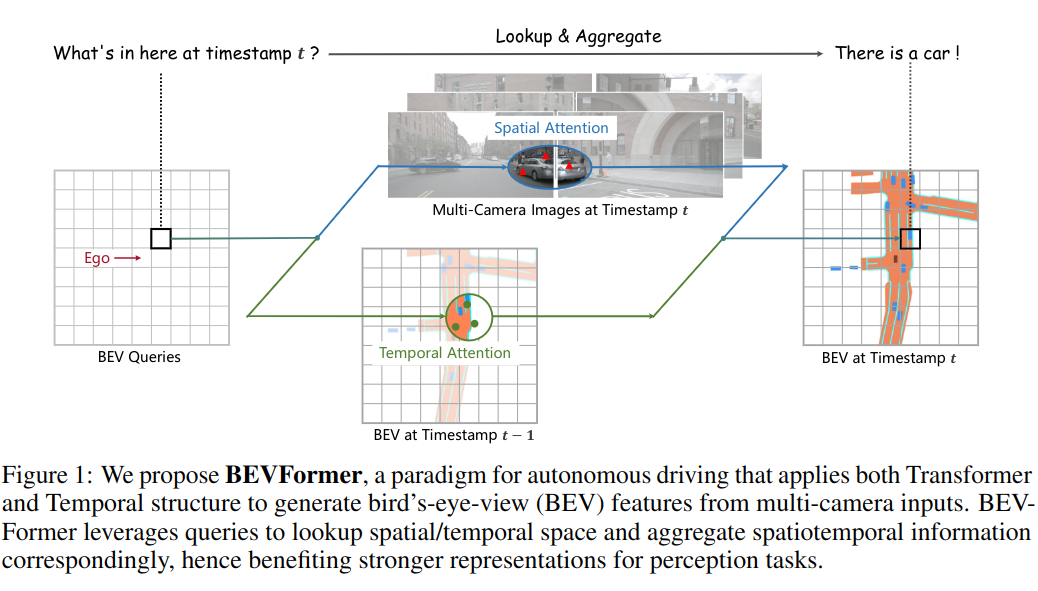 What's in here at timestamp t ?
Lookup & Aggregate
There is a car !
Spatial Attention
Multi-Camera Images at Timestamp t
Ego
BEV Queries
Temporal Attention
BEV at Timestamp t − 1
BEV at Timestamp t
Figure 1: We propose BEVFormer, a paradigm for autonomous driving that applies both Transformer
and Temporal structure to generate bird's-eye-view (BEV) features from multi-camera inputs. BEV-
Former leverages queries to lookup spatial/temporal space and aggregate spatiotemporal information
correspondingly, hence benefiting stronger representations for perception tasks.